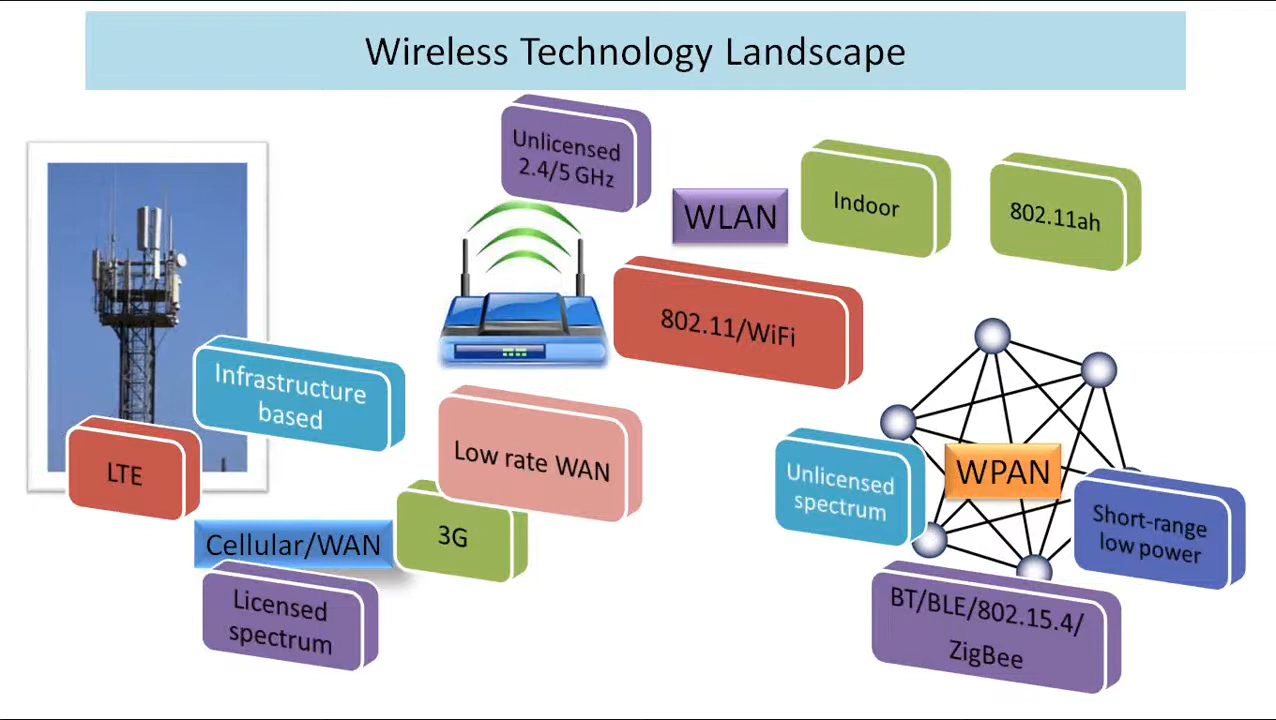 Wireless Technology Landscape
Unlicensed
2.4/5 GHz
WLAN
Indoor
802.11ah
802.11/WiFi
Infrastructure
based
LTE
Low rate WAN
3G
Cellular/WAN
Licensed
spectrum
Unlicensed
spectrum
WPAN
Short-range
low power
BT/BLE/802.15.4/
ZigBee